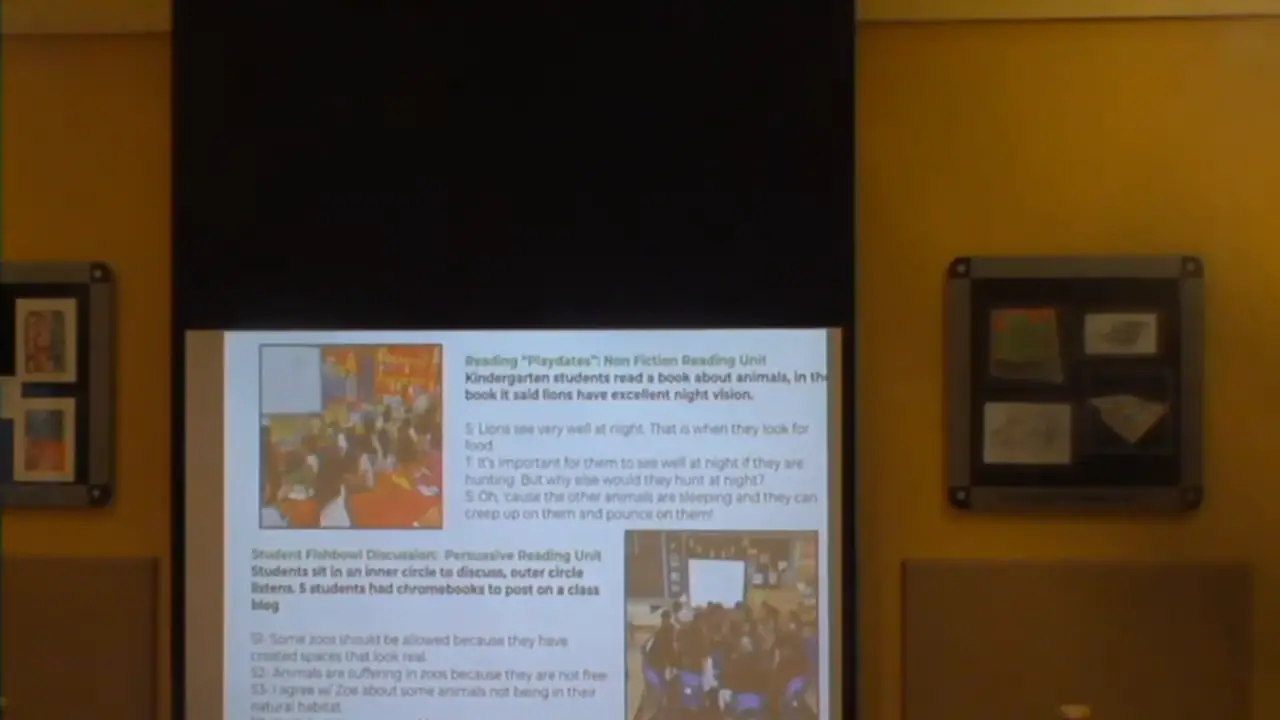 Reading "Playdates": Non Fiction Reading Unit
Kindergarten students read a book about animals, in the
book it said lions have excellent night vision.
S: Lions see very well at night. That is when they look for
food.
T: It's important for them to see well at night if they are
hunting. But why else would they hunt at night?
S: Oh, 'cause the other animals are sleeping and they can
creep up on them and pounce on them!
Student Fishbowl Discussion: Persuasive Reading Unit
Students sit in an inner circle to discuss, outer circle
listens. 5 students had chromebooks to post on a class
blog
S1: Some zoos should be allowed because they have
created spaces that look real.
S2: Animals are suffering in zoos because they are not free.
S3: I agree w/ Zoe about some animals not being in their
natural habitat.